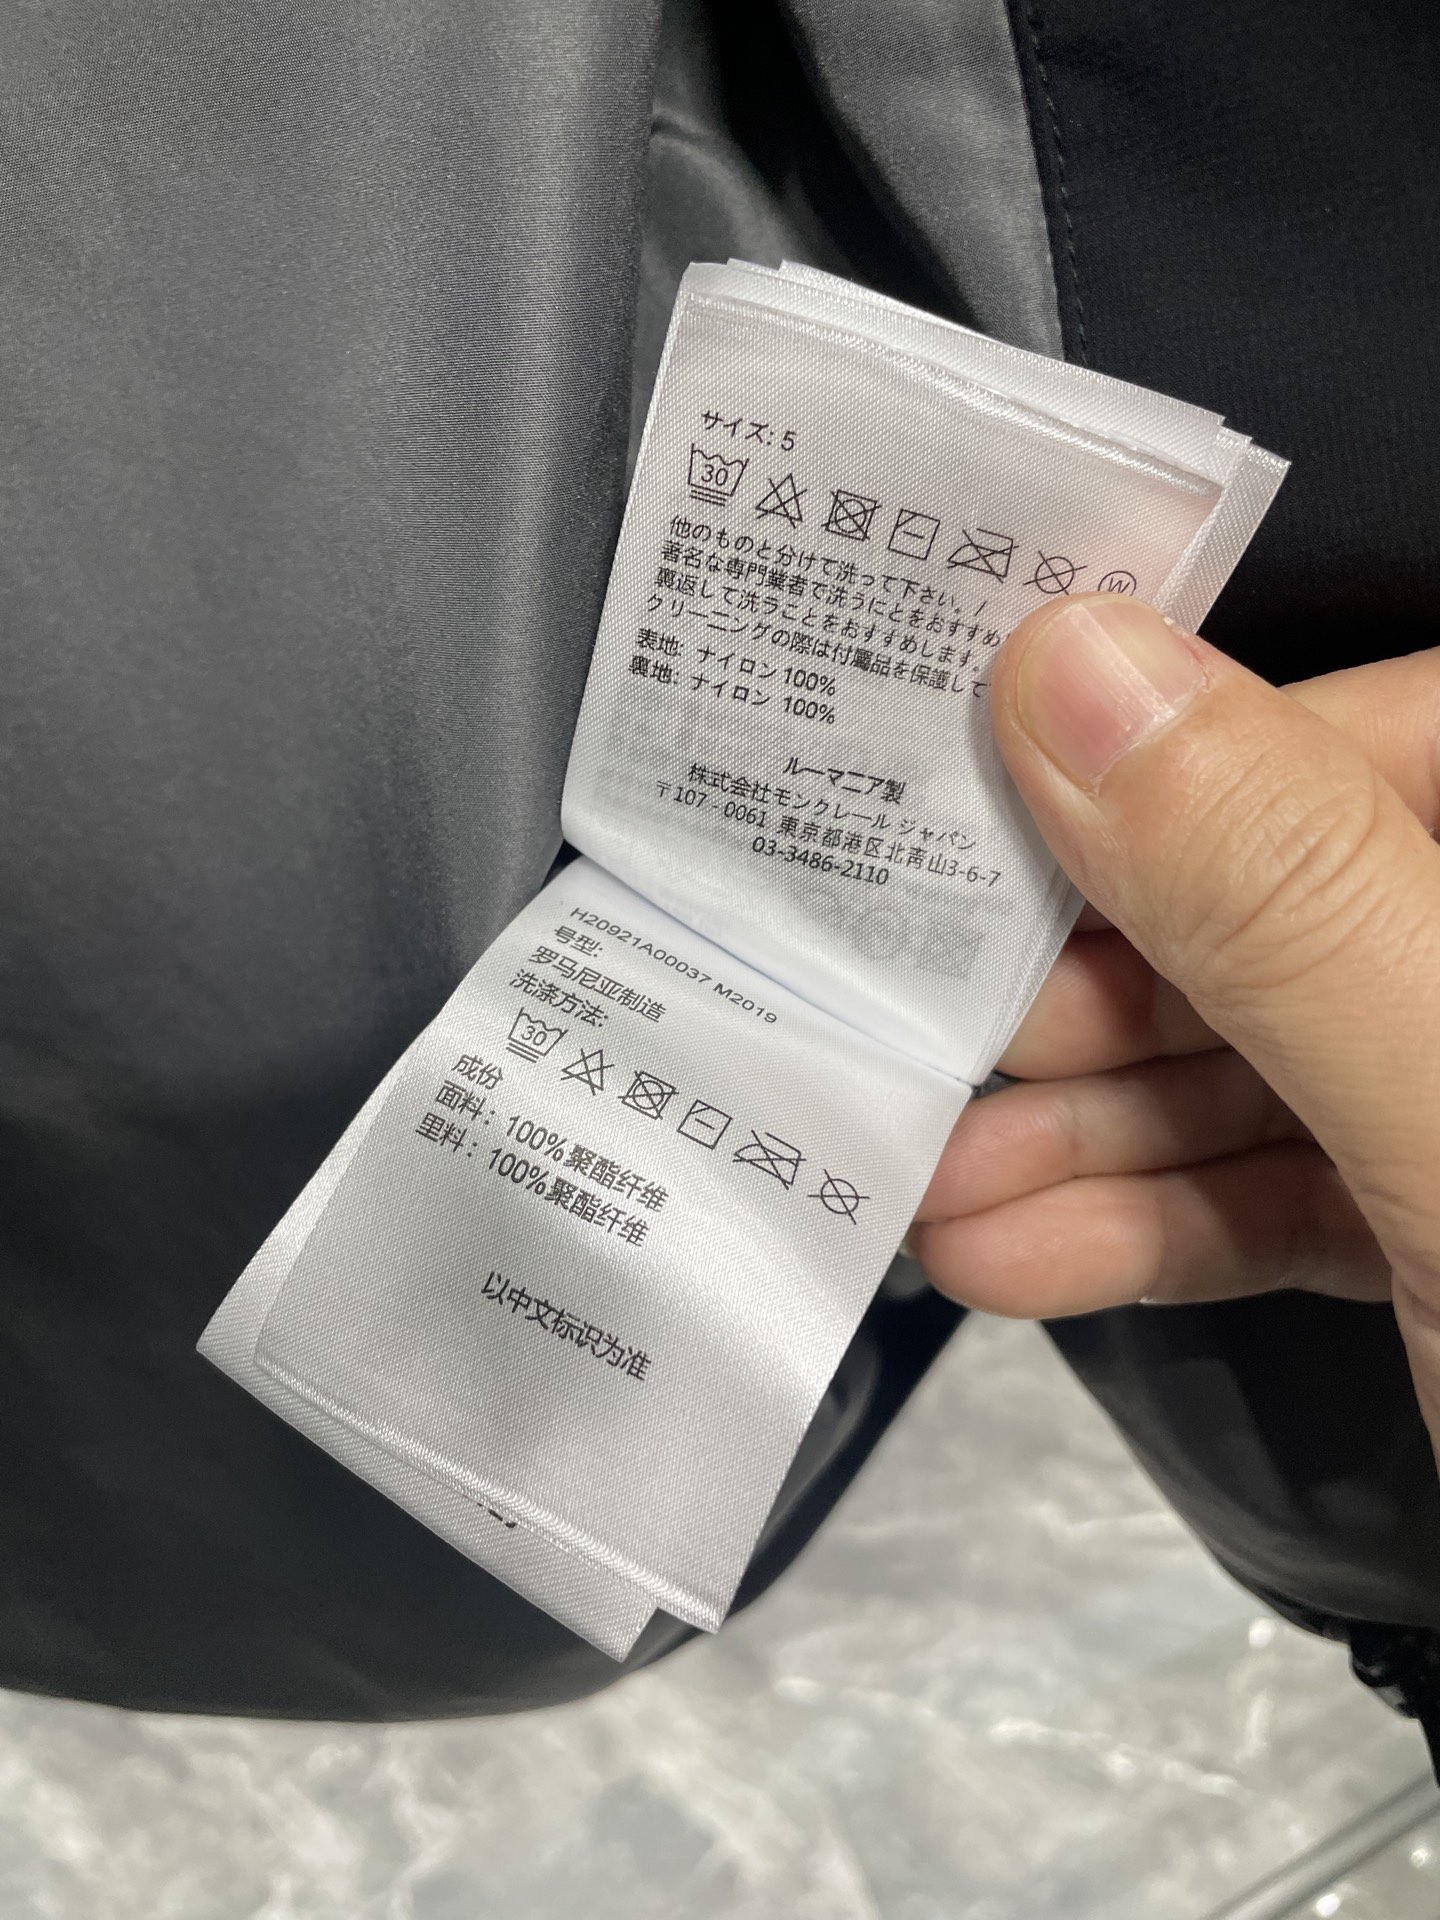 サイズ: 5
30
W
他のものと分けて洗って下さい。/
著名な専門業者で洗うにとをおすすめ
裏返して洗うことをおすすめします。
クリーニングの際は付屬品を保護して
表地: ナイロン 100%
裏地: ナイロン 100%
ルーマニア製
株式会社モンクレール ジャパン
〒107-0061 東京都港区北青山3-6-7
03-3486-2110
H20921A00037 M2019
号型:
罗马尼亚制造
洗涤方法:
30
成份
面料: 100%聚酯纤维
里料: 100%聚酯纤维
以中文标识为准